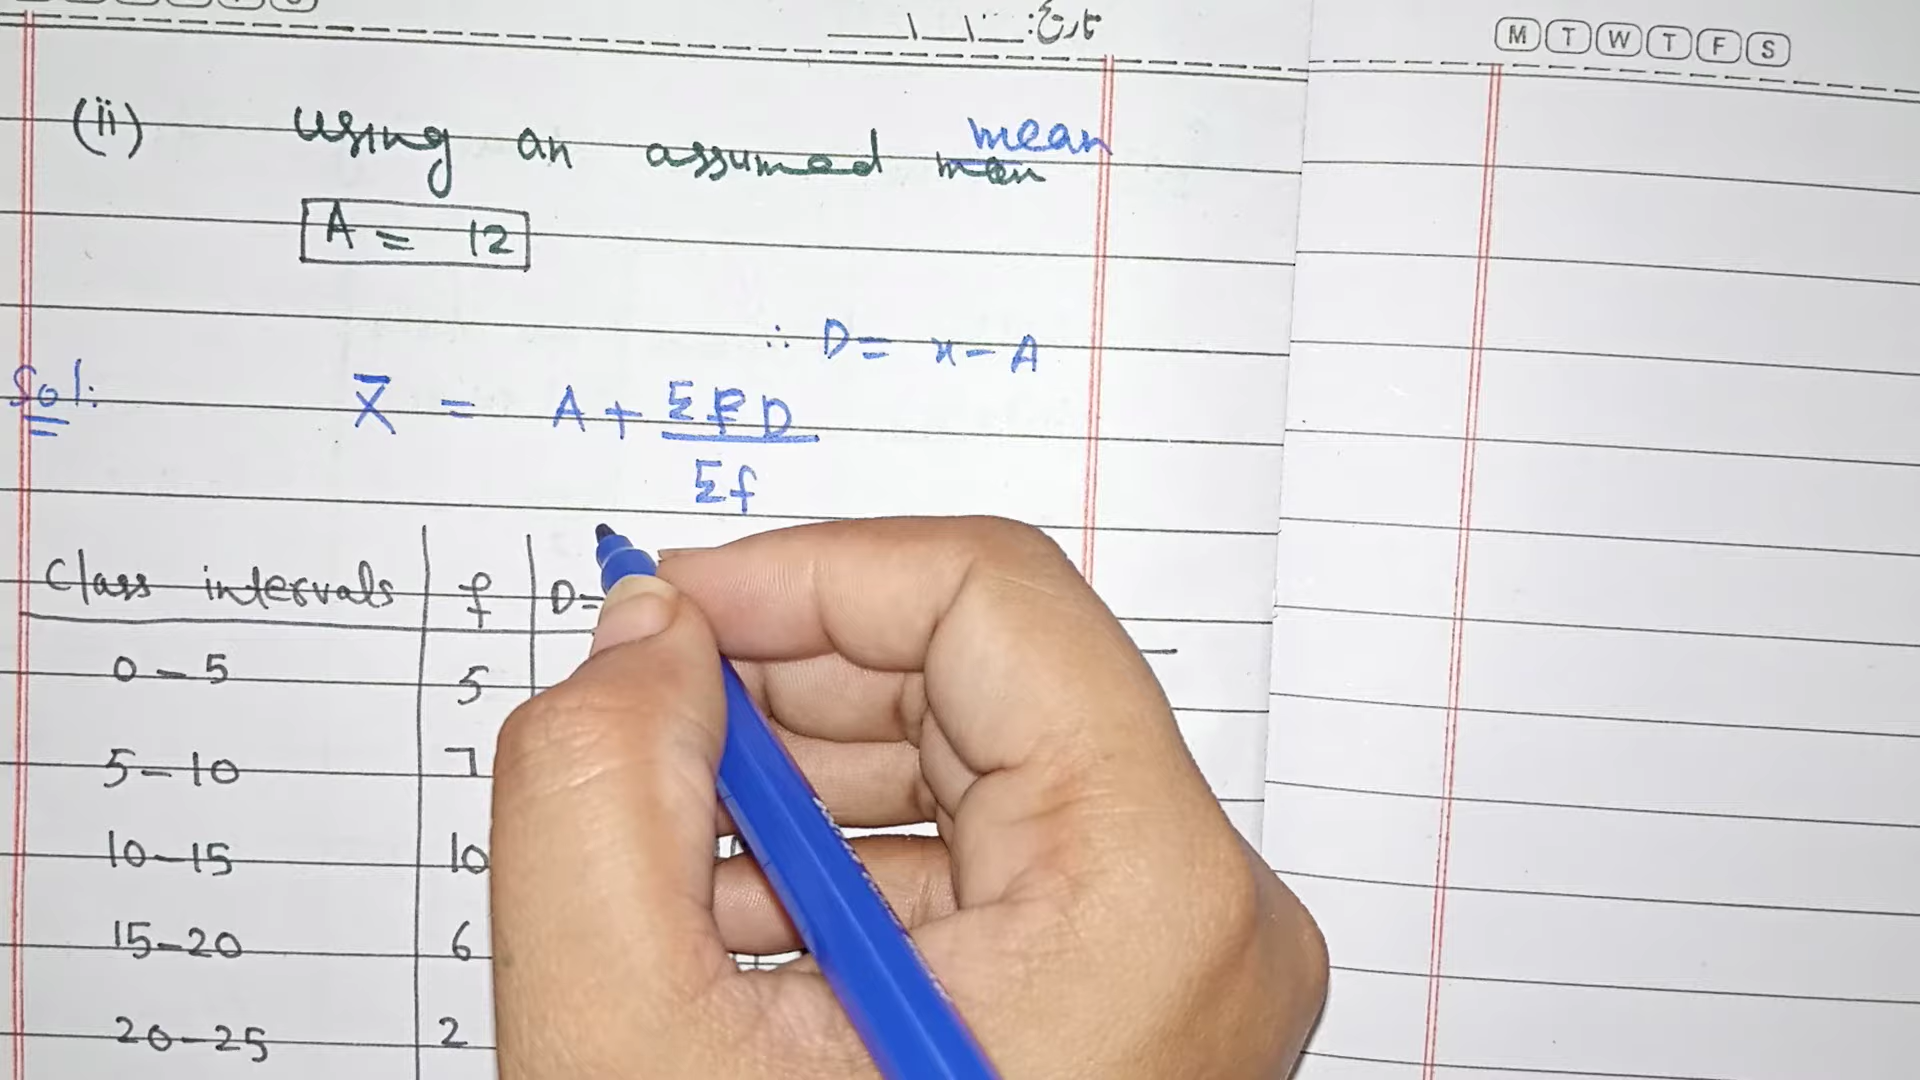 تاریخ:
M T W T F S
(ii) using an assumed mean
A = 12
∴ D = x - A
Sol: X̄ = A + ΣfD
Σf
Class intervals f D=
0-5 5
5-10 7
10-15 10
15-20 6
20-25 2